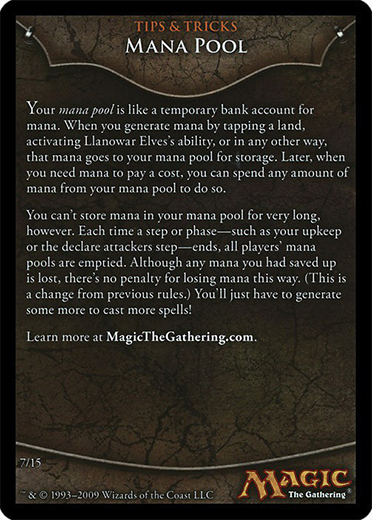 TIPS & TRICKS
MANA POOL
Your mana pool is like a temporary bank account for
mana. When you generate mana by tapping a land,
activating Llanowar Elves's ability, or in any other way,
that mana goes to your mana pool for storage. Later, when
you need mana to pay a cost, you can spend any amount of
mana from your mana pool to do so.
You can't store mana in your mana pool for very long,
however. Each time a step or phase—such as your upkeep
or the declare attackers step—ends, all players' mana
pools are emptied. Although any mana you had saved up
is lost, there's no penalty for losing mana this way. (This is
a change from previous rules.) You'll just have to generate
some more to cast more spells!
Learn more at MagicTheGathering.com.
7/15
MAGIC
The Gathering®
™ & © 1993–2009 Wizards of the Coast LLC